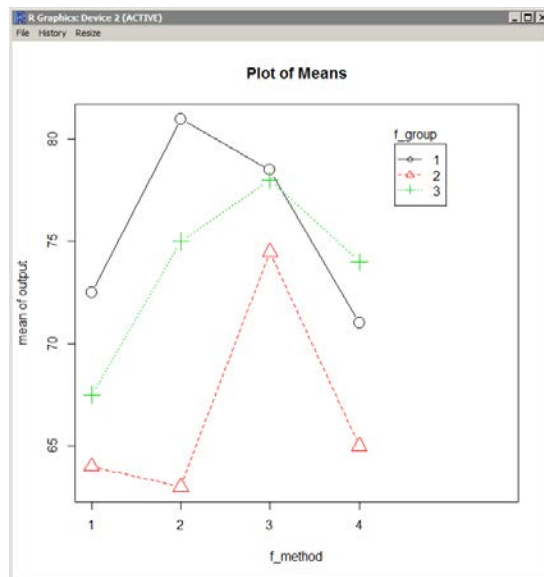 R Graphics: Device 2 (ACTIVE)
File History Resize
Plot of Means
f_group
1
2
3
mean of output
80
75
70
65
1 2 3 4
f_method